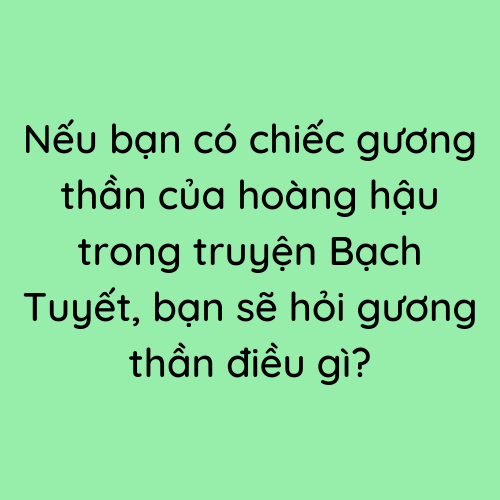 Nếu bạn có chiếc gương
thần của hoàng hậu
trong truyện Bạch
Tuyết, bạn sẽ hỏi gương
thần điều gì?